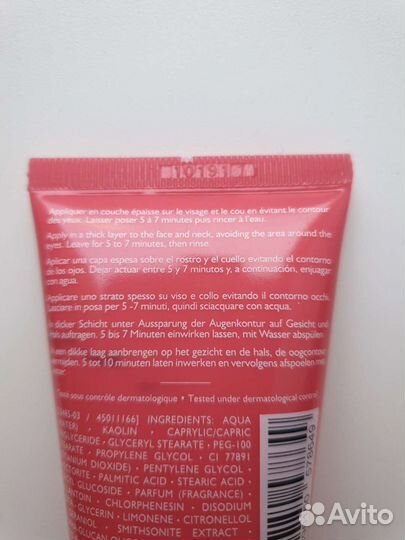 10191
Appliquer en couche épaisse sur le visage et le cou en évitant le contour
des yeux. Laisser poser 5 à 7 minutes puis rincer à l'eau.
Apply in a thick layer to the face and neck, avoiding the area around the
eyes. Leave for 5 to 7 minutes, then rinse.
Aplicar una capa espesa sobre el rostro y el cuello evitando el contorno
de los ojos. Dejar actuar entre 5 y 7 minutos y, a continuación, enjuagar
con agua.
Applicare uno strato spesso su viso e collo evitando il contorno occhi.
Lasciare in posa per 5 -7 minuti, quindi sciacquare con acqua.
In dicker Schicht unter Aussparung der Augenkontur auf Gesicht und
Hals auftragen. 5 bis 7 Minuten einwirken lassen, mit Wasser abspülen.
een dikke laag aanbrengen op het gezicht en de hals, de oogcontour
5 tot 10 minuten laten inwerken en vervolgens afspoelen met
sous contrôle dermatologique • Tested under dermatological control
45011166] INGREDIENTS: AQUA
• KAOLIN • CAPRYLIC/CAPRIC
GLYCERIDE • GLYCERYL STEARATE • PEG-100
• PROPYLENE GLYCOL • CI 77891
DIOXIDE) • PENTYLENE GLYCOL •
• PALMITIC ACID • STEARIC ACID •
GLUCOSIDE • PARFUM (FRAGRANCE) •
• CHLORPHENESIN • DISODIUM
GLYCERIN • LIMONENE • CITRONELLOL
• SMITHSONITE EXTRACT •
Avito